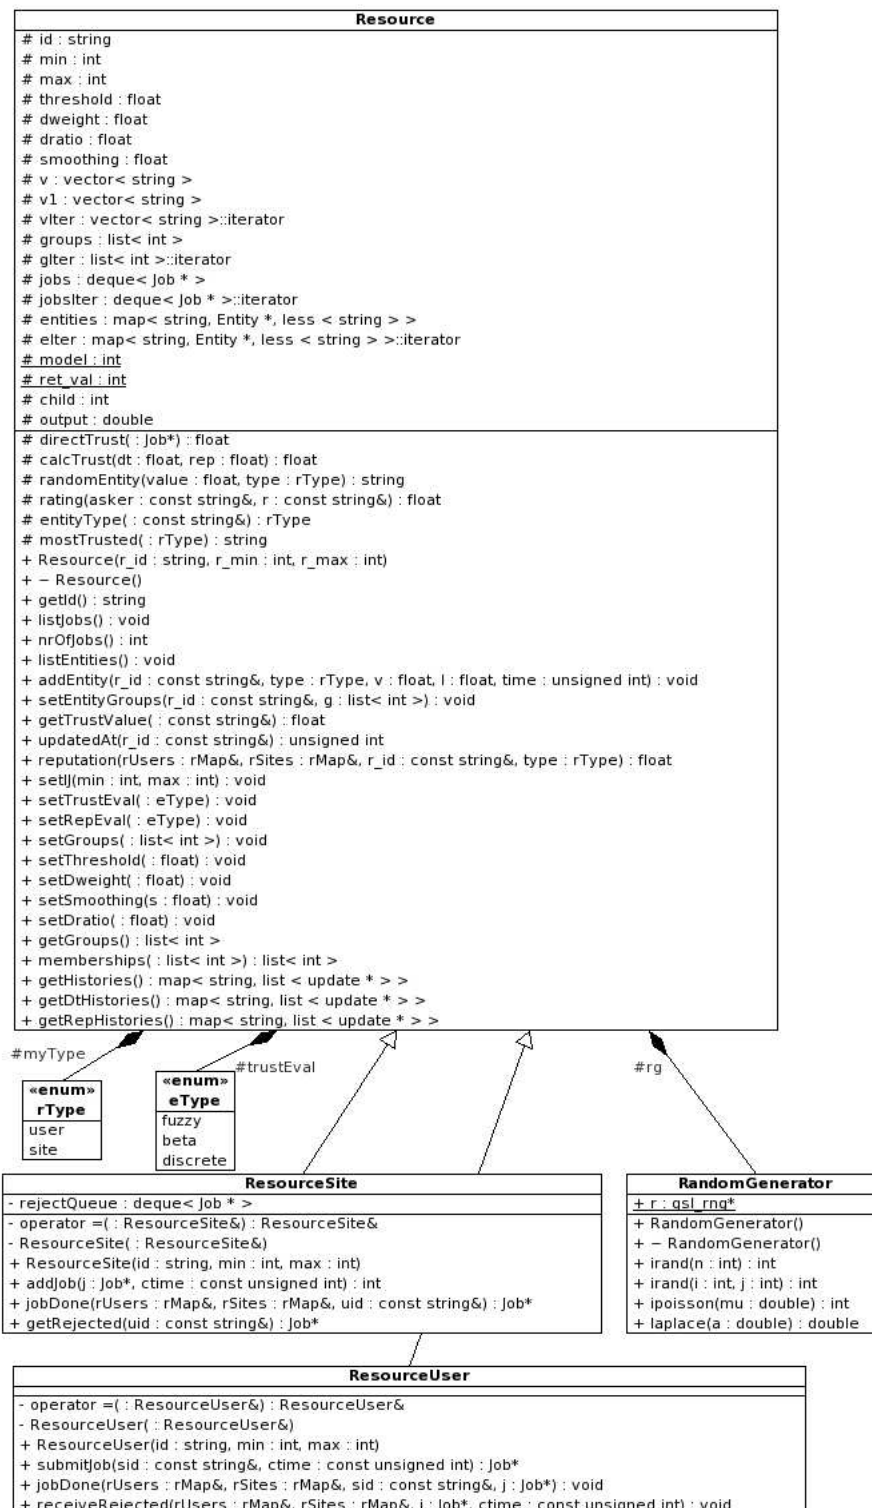 Resource
# id : string
# min : int
# max : int
# threshold : float
# dweight : float
# dratio : float
# smoothing : float
# v : vector< string >
# v1 : vector< string >
# vIter : vector< string >::iterator
# groups : list< int >
# gIter : list< int >::iterator
# jobs : deque< Job * >
# jobsIter : deque< Job * >::iterator
# entities : map< string, Entity *, less < string > >
# eIter : map< string, Entity *, less < string > >::iterator
# model : int
# ret_val : int
# child : int
# output : double
# directTrust( : Job*) : float
# calcTrust(dt : float, rep : float) : float
# randomEntity(value : float, type : rType) : string
# rating(asker : const string&, r : const string&) : float
# entityType( : const string&) : rType
# mostTrusted( : rType) : string
+ Resource(r_id : string, r_min : int, r_max : int)
+ − Resource()
+ getId() : string
+ listJobs() : void
+ nrOfJobs() : int
+ listEntities() : void
+ addEntity(r_id : const string&, type : rType, v : float, l : float, time : unsigned int) : void
+ setEntityGroups(r_id : const string&, g : list< int >) : void
+ getTrustValue( : const string&) : float
+ updatedAt(r_id : const string&) : unsigned int
+ reputation(rUsers : rMap&, rSites : rMap&, r_id : const string&, type : rType) : float
+ setIJ(min : int, max : int) : void
+ setTrustEval( : eType) : void
+ setRepEval( : eType) : void
+ setGroups( : list< int >) : void
+ setThreshold( : float) : void
+ setDweight( : float) : void
+ setSmoothing(s : float) : void
+ setDratio( : float) : void
+ getGroups() : list< int >
+ memberships( : list< int >) : list< int >
+ getHistories() : map< string, list < update * > >
+ getDtHistories() : map< string, list < update * > >
+ getRepHistories() : map< string, list < update * > >
#myType
#trustEval
#rg
«enum»
rType
user
site
«enum»
eType
fuzzy
beta
discrete
ResourceSite
- rejectQueue : deque< Job * >
- operator =( : ResourceSite&) : ResourceSite&
- ResourceSite( : ResourceSite&)
+ ResourceSite(id : string, min : int, max : int)
+ addJob(j : Job*, ctime : const unsigned int) : int
+ jobDone(rUsers : rMap&, rSites : rMap&, uid : const string&) : Job*
+ getRejected(uid : const string&) : Job*
RandomGenerator
+ r : gsl_rng*
+ RandomGenerator()
+ − RandomGenerator()
+ irand(n : int) : int
+ irand(i : int, j : int) : int
+ ipoisson(mu : double) : int
+ laplace(a : double) : double
ResourceUser
- operator =( : ResourceUser&) : ResourceUser&
- ResourceUser( : ResourceUser&)
+ ResourceUser(id : string, min : int, max : int)
+ submitJob(sid : const string&, ctime : const unsigned int) : Job*
+ jobDone(rUsers : rMap&, rSites : rMap&, sid : const string&, j : Job*) : void
+ receiveRejected(rUsers : rMap&, rSites : rMap&, j : Job*, ctime : const unsigned int) : void